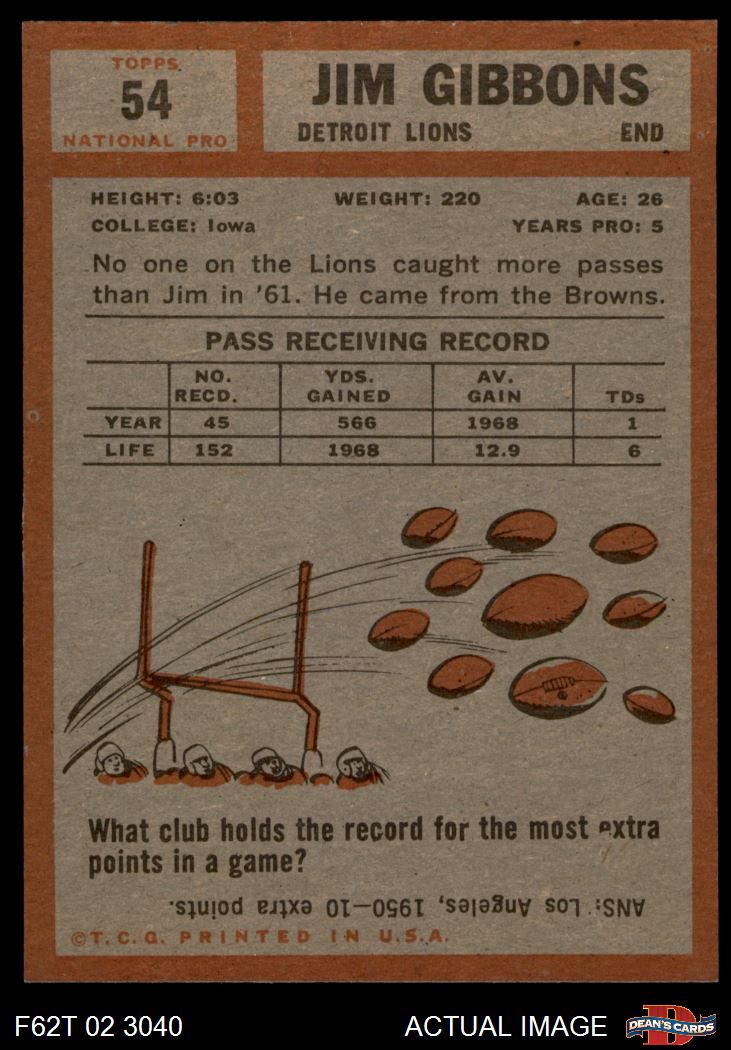 TOPPS
54
NATIONAL PRO
JIM GIBBONS
DETROIT LIONS END
HEIGHT: 6:03 WEIGHT: 220 AGE: 26
COLLEGE: Iowa YEARS PRO: 5
No one on the Lions caught more passes
than Jim in '61. He came from the Browns.
PASS RECEIVING RECORD
NO. RECD. YDS. GAINED AV. GAIN TDs
YEAR 45 566 1968 1
LIFE 152 1968 12.9 6
What club holds the record for the most extra
points in a game?
ANS: Los Angeles, 1950—10 extra points.
©T.C.G. PRINTED IN U.S.A.
F62T 02 3040 ACTUAL IMAGE DEAN'S CARDS